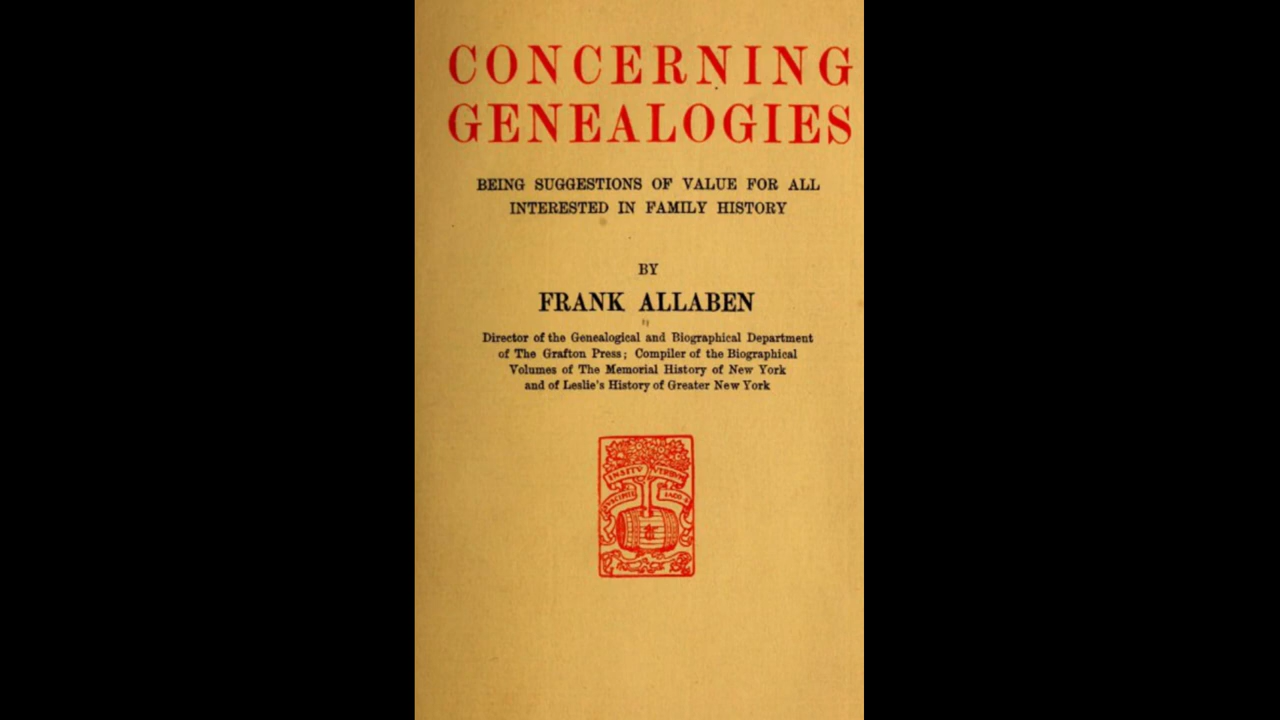 CONCERNING
GENEALOGIES
BEING SUGGESTIONS OF VALUE FOR ALL
INTERESTED IN FAMILY HISTORY
BY
FRANK ALLABEN
Director of the Genealogical and Biographical Department
of The Grafton Press; Compiler of the Biographical
Volumes of The Memorial History of New York
and of Leslie's History of Greater New York
INSITV